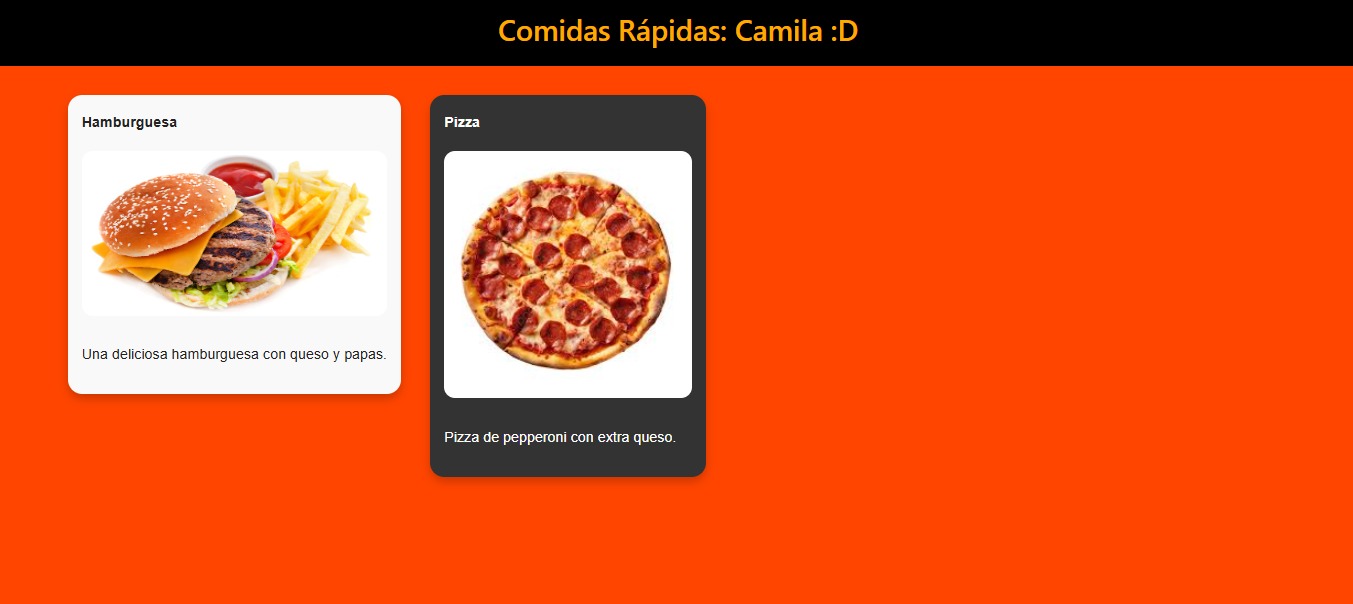 Comidas Rápidas: Camila :D
Hamburguesa
Una deliciosa hamburguesa con queso y papas.
Pizza
Pizza de pepperoni con extra queso.